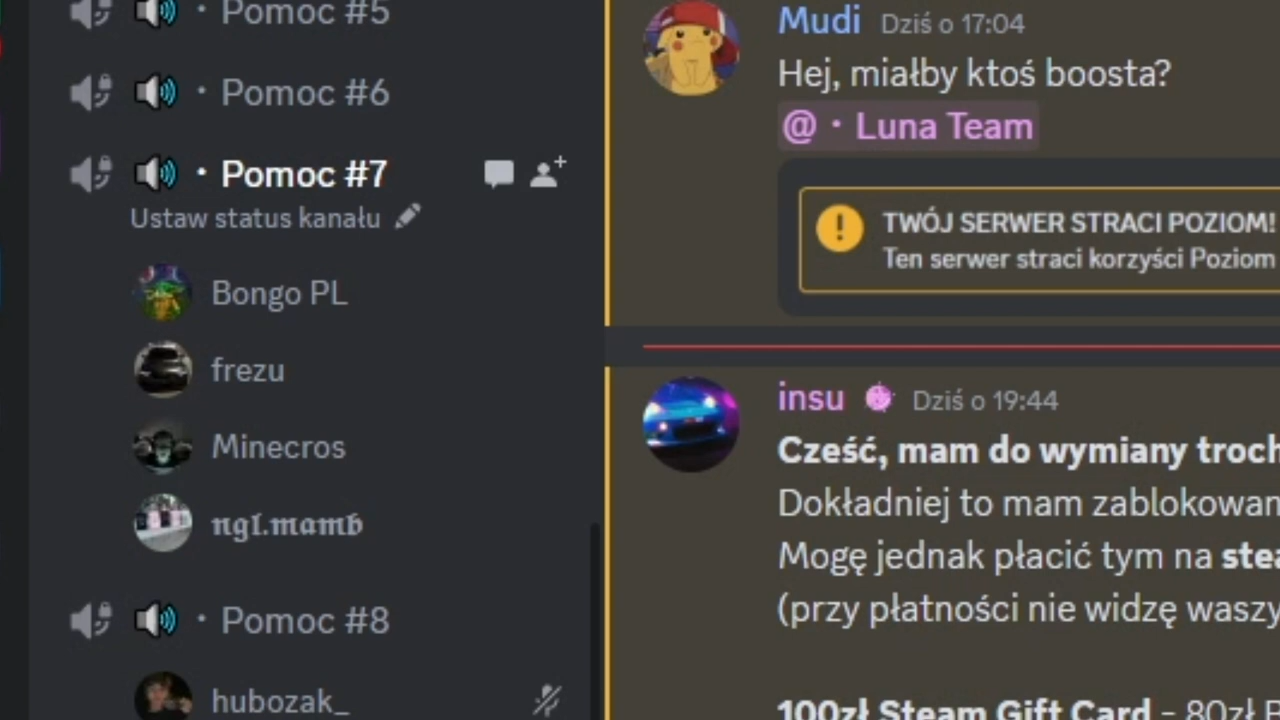 Pomoc #5
Pomoc #6
Pomoc #7
Ustaw status kanału
Bongo PL
frezu
Minecros
𝖓𝖌𝖑.𝖒𝖆𝖒𝖇
Pomoc #8
hubozak_
Mudi Dziś o 17:04
Hej, miałby ktoś boosta?
@ · Luna Team
TWÓJ SERWER STRACI POZIOM!
Ten serwer straci korzyści Poziom
insu Dziś o 19:44
Cześć, mam do wymiany troch
Dokładniej to mam zablokowan
Mogę jednak płacić tym na stea
(przy płatności nie widzę waszy
100zł Steam Gift Card - 80zł